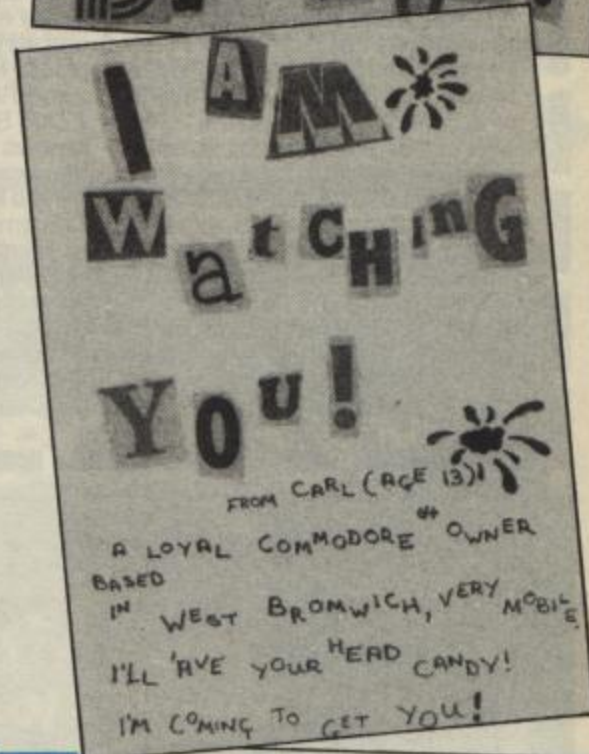 I AM
WatCHinG
YOU!
FROM CARL (AGE 13)!
A LOYAL COMMODORE 64 OWNER
BASED
IN WEST BROMWICH, VERY MOBILE.
I'LL 'AVE YOUR HEAD CANDY!
I'M COMING TO GET YOU!